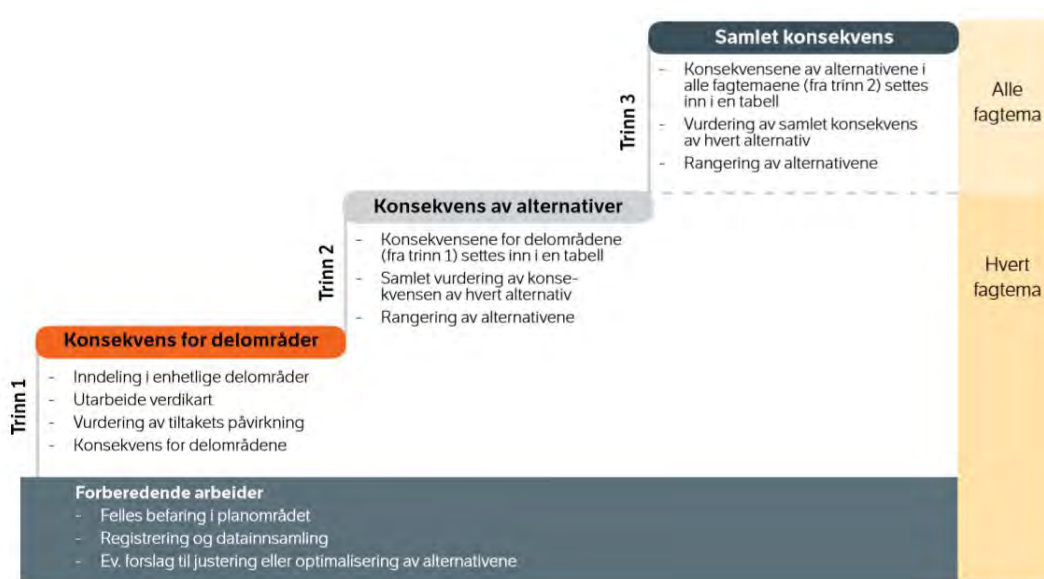 Samlet konsekvens
- Konsekvensene av alternativene i
alle fagtemaene (fra trinn 2) settes
inn i en tabell
- Vurdering av samlet konsekvens
av hvert alternativ
- Rangering av alternativene
Trinn 3
Alle
fagtema
Konsekvens av alternativer
- Konsekvensene for delområdene
(fra trinn 1) settes inn i en tabell
- Samlet vurdering av konse-
kvensen av hvert alternativ
- Rangering av alternativene
Trinn 2
Hvert
fagtema
Konsekvens for delområder
- Inndeling i enhetlige delområder
- Utarbeide verdikart
- Vurdering av tiltakets påvirkning
- Konsekvens for delområdene
Trinn 1
Forberedende arbeider
- Felles befaring i planområdet
- Registrering og datainnsamling
- Ev. forslag til justering eller optimalisering av alternativene